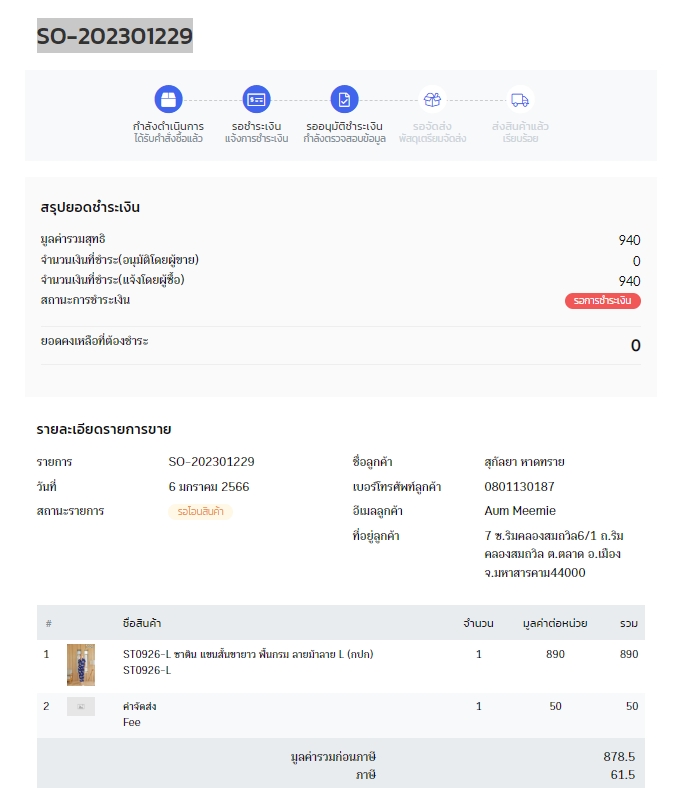 SO-202301229
กำลังดำเนินการ
ได้รับคำสั่งซื้อแล้ว
รอชำระเงิน
แจ้งการชำระเงิน
รออนุมัติชำระเงิน
กำลังตรวจสอบข้อมูล
รอจัดส่ง
พัสดุเตรียมจัดส่ง
ส่งสินค้าแล้ว
เรียบร้อย
สรุปยอดชำระเงิน
มูลค่ารวมสุทธิ 940
จำนวนเงินที่ชำระ(อนุมัติโดยผู้ขาย) 0
จำนวนเงินที่ชำระ(แจ้งโดยผู้ซื้อ) 940
สถานะการชำระเงิน รอการชำระเงิน
ยอดคงเหลือที่ต้องชำระ 0
รายละเอียดรายการขาย
รายการ SO-202301229
วันที่ 6 มกราคม 2566
สถานะรายการ รอโอนสินค้า
ชื่อลูกค้า สุกัลยา หาดทราย
เบอร์โทรศัพท์ลูกค้า 0801130187
อีเมลลูกค้า Aum Meemie
ที่อยู่ลูกค้า 7 ซ.ริมคลองสมถวิล6/1 ถ.ริม
คลองสมถวิล ต.ตลาด อ.เมือง
จ.มหาสารคาม44000
# ชื่อสินค้า จำนวน มูลค่าต่อหน่วย รวม
1 ST0926-L ซาติน แขนสั้นขายาว พื้นกรม ลายม้าลาย L (กปก) 1 890 890
ST0926-L
2 ค่าจัดส่ง 1 50 50
Fee
มูลค่ารวมก่อนภาษี 878.5
ภาษี 61.5